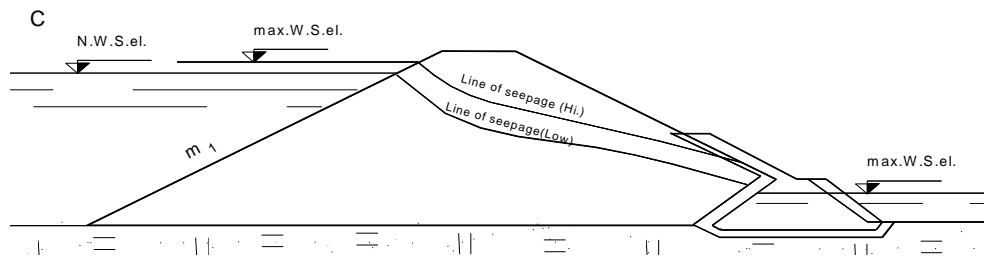 C
N.W.S.el.
max.W.S.el.
Line of seepage (Hi.)
Line of seepage(Low)
m 1
max.W.S.el.